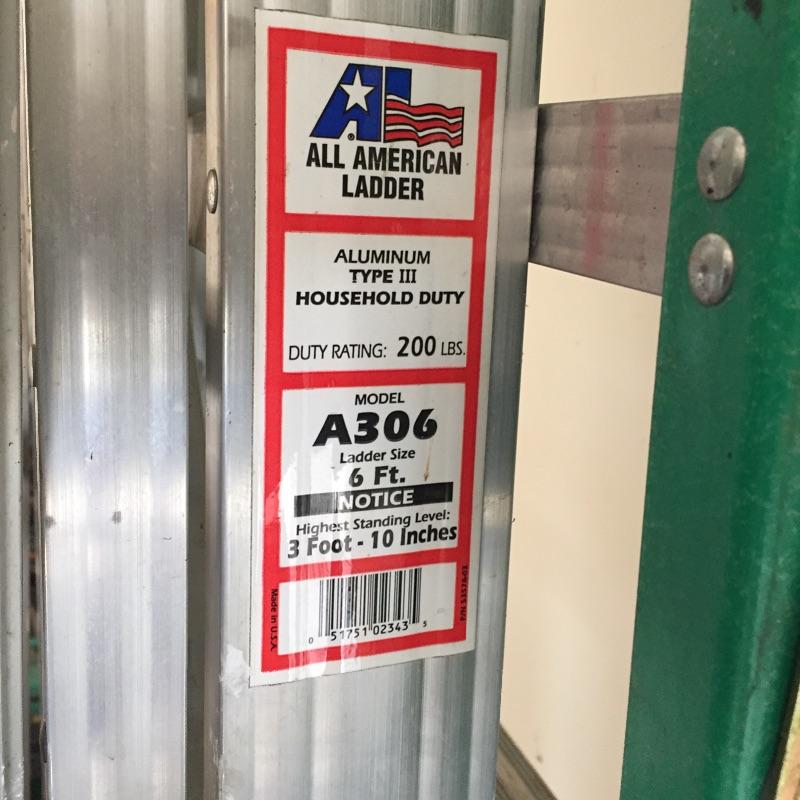 A
®
ALL AMERICAN
LADDER
ALUMINUM
TYPE III
HOUSEHOLD DUTY
DUTY RATING: 200 LBS.
MODEL
A306
Ladder Size
6 Ft.
NOTICE
Highest Standing Level:
3 Foot - 10 Inches
Made in U.S.A.
0 51751 02343 5